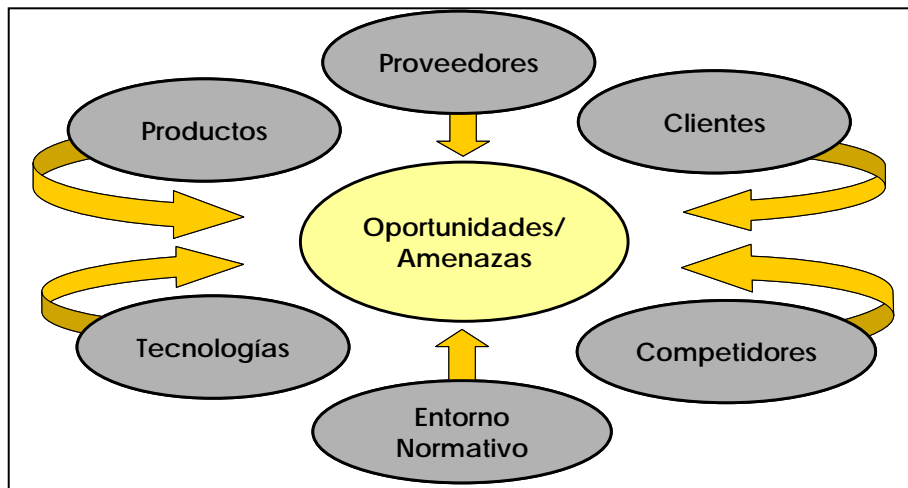 Proveedores
Productos
Clientes
Oportunidades/
Amenazas
Tecnologías
Competidores
Entorno
Normativo